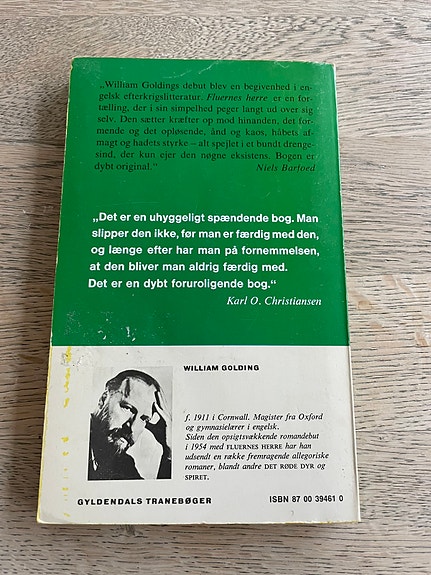 „William Goldings debut blev en begivenhed i en-
gelsk efterkrigslitteratur. Fluernes herre er en for-
tælling, der i sin simpelhed peger langt ud over sig
selv. Den sætter kræfter op mod hinanden, det for-
mende og det opløsende, ånd og kaos, håbets af-
magt og hadets styrke – alt spejlet i et bundt drenge-
sind, der kun ejer den nøgne eksistens. Bogen er
dybt original.“ Niels Barfoed
„Det er en uhyggeligt spændende bog. Man
slipper den ikke, før man er færdig med den,
og længe efter har man på fornemmelsen,
at den bliver man aldrig færdig med.
Det er en dybt foruroligende bog.“
Karl O. Christiansen
WILLIAM GOLDING
f. 1911 i Cornwall. Magister fra Oxford
og gymnasielærer i engelsk.
Siden den opsigtsvækkende romandebut
i 1954 med FLUERNES HERRE har han
udsendt en række fremragende allegoriske
romaner, blandt andre DET RØDE DYR og
SPIRET.
GYLDENDALS TRANEBØGER
ISBN 87 00 39461 0